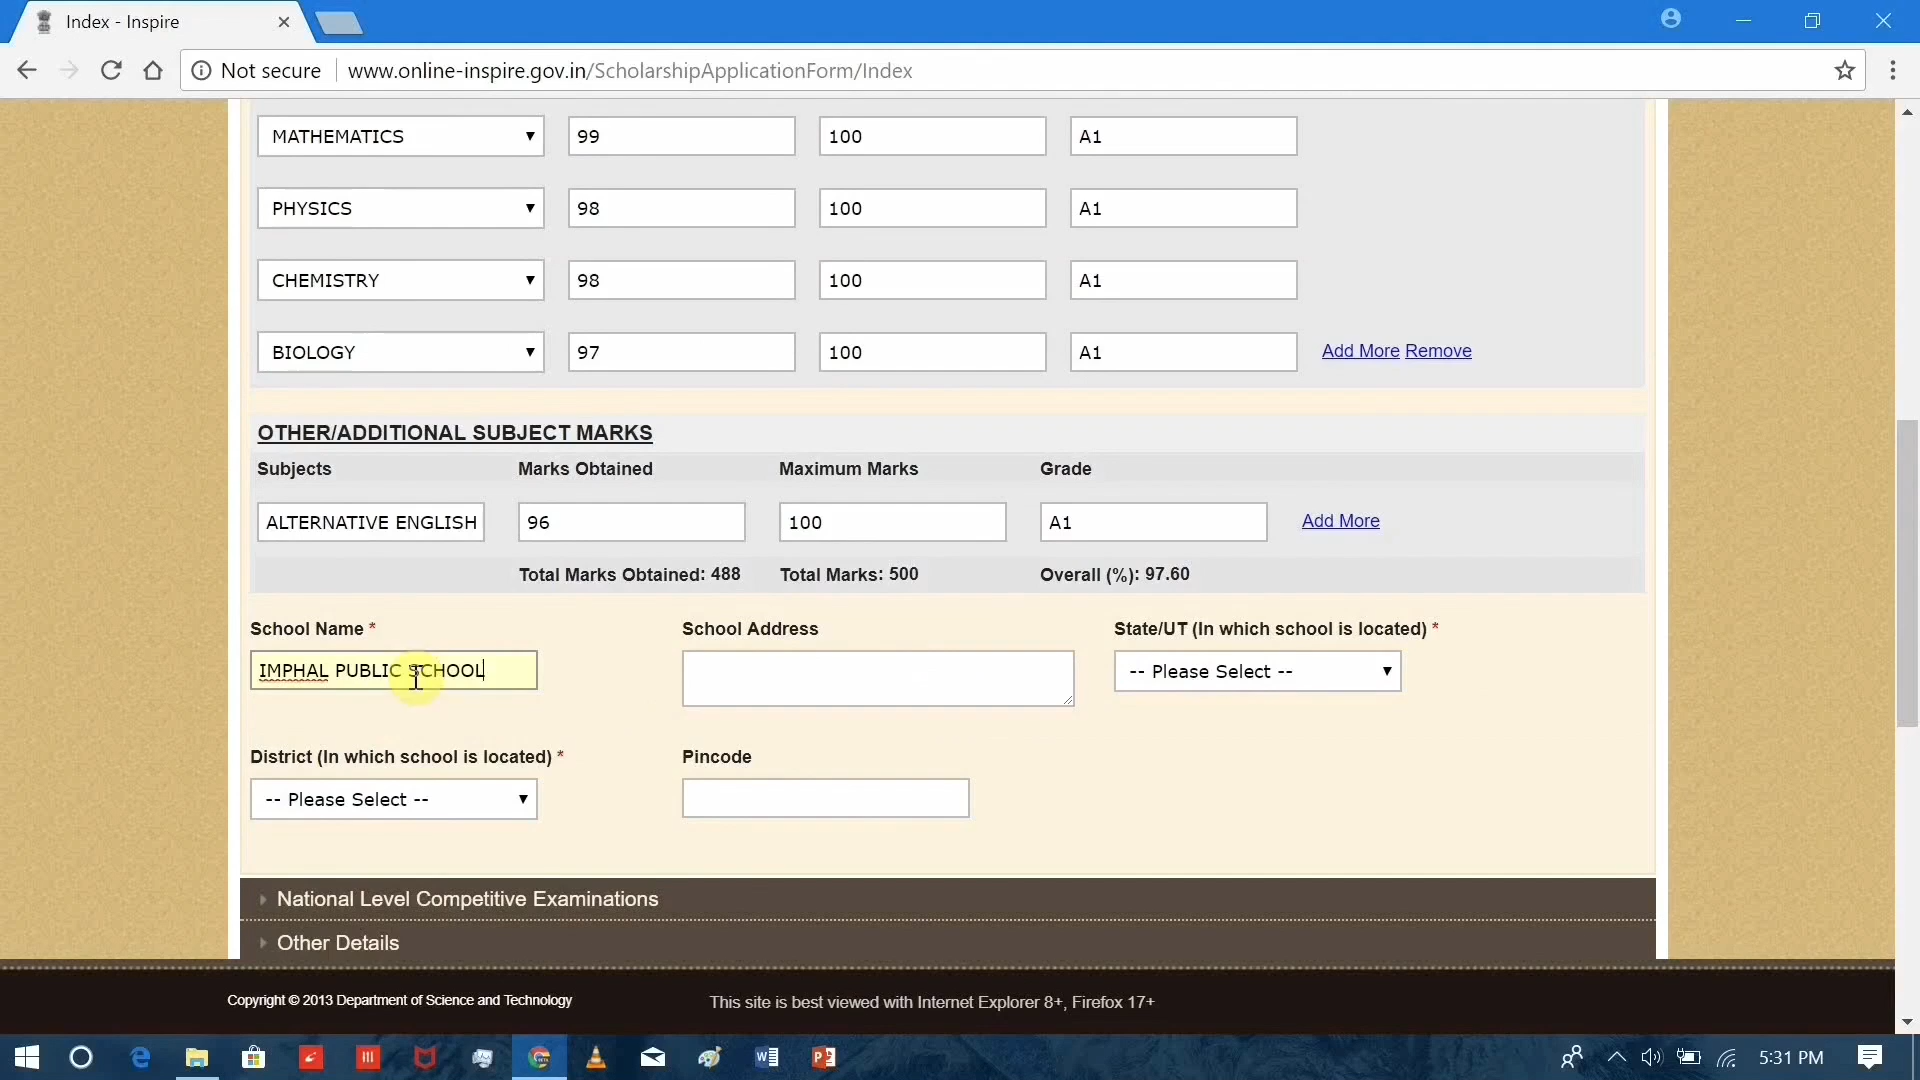 Index - Inspire
Not secure www.online-inspire.gov.in/ScholarshipApplicationForm/Index
MATHEMATICS 99 100 A1
PHYSICS 98 100 A1
CHEMISTRY 98 100 A1
BIOLOGY 97 100 A1 Add More Remove
OTHER/ADDITIONAL SUBJECT MARKS
Subjects Marks Obtained Maximum Marks Grade
ALTERNATIVE ENGLISH 96 100 A1 Add More
Total Marks Obtained: 488 Total Marks: 500 Overall (%): 97.60
School Name * School Address State/UT (In which school is located) *
IMPHAL PUBLIC SCHOOL -- Please Select --
District (In which school is located) * Pincode
-- Please Select --
National Level Competitive Examinations
Other Details
Copyright © 2013 Department of Science and Technology This site is best viewed with Internet Explorer 8+, Firefox 17+
5:31 PM